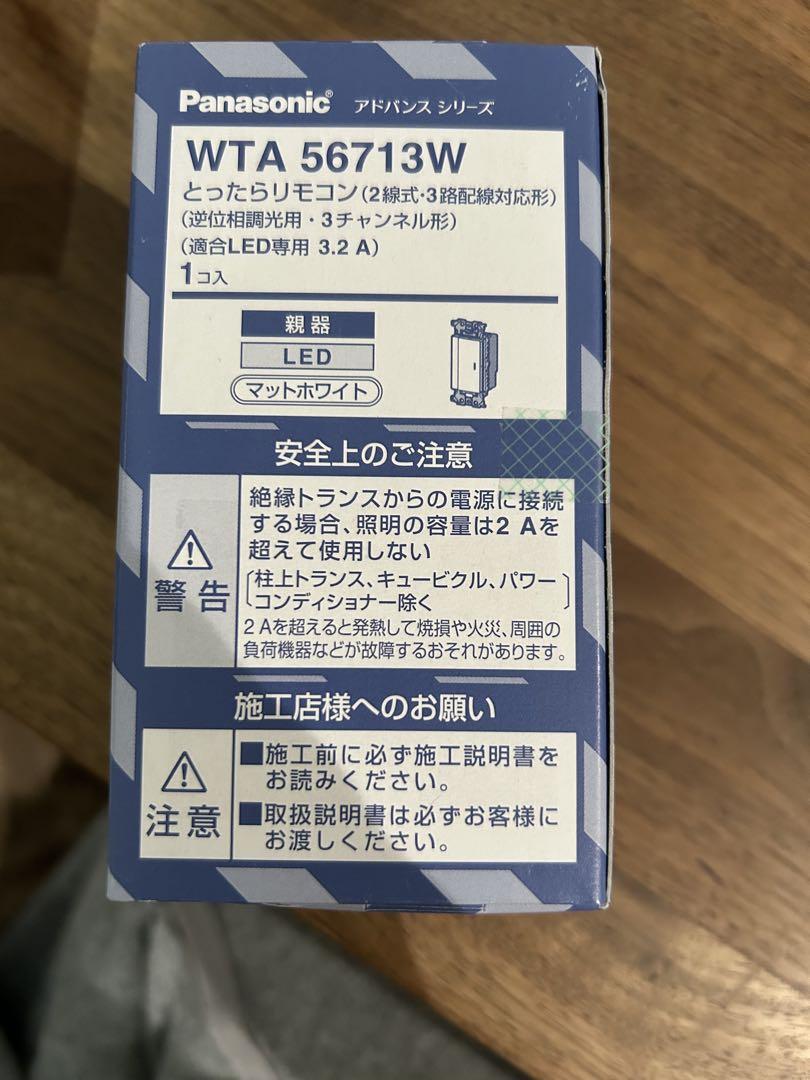 Panasonic® アドバンス シリーズ
WTA 56713W
とったらリモコン(2線式・3路配線対応形)
(逆位相調光用・3チャンネル形)
(適合LED専用 3.2 A)
1コ入
親器
LED
マットホワイト
安全上のご注意
警告
絶縁トランスからの電源に接続
する場合、照明の容量は2 Aを
超えて使用しない
〔柱上トランス、キュービクル、パワー
コンディショナー除く〕
2 Aを超えると発熱して焼損や火災、周囲の
負荷機器などが故障するおそれがあります。
施工店様へのお願い
注意
■施工前に必ず施工説明書を
お読みください。
■取扱説明書は必ずお客様に
お渡しください。